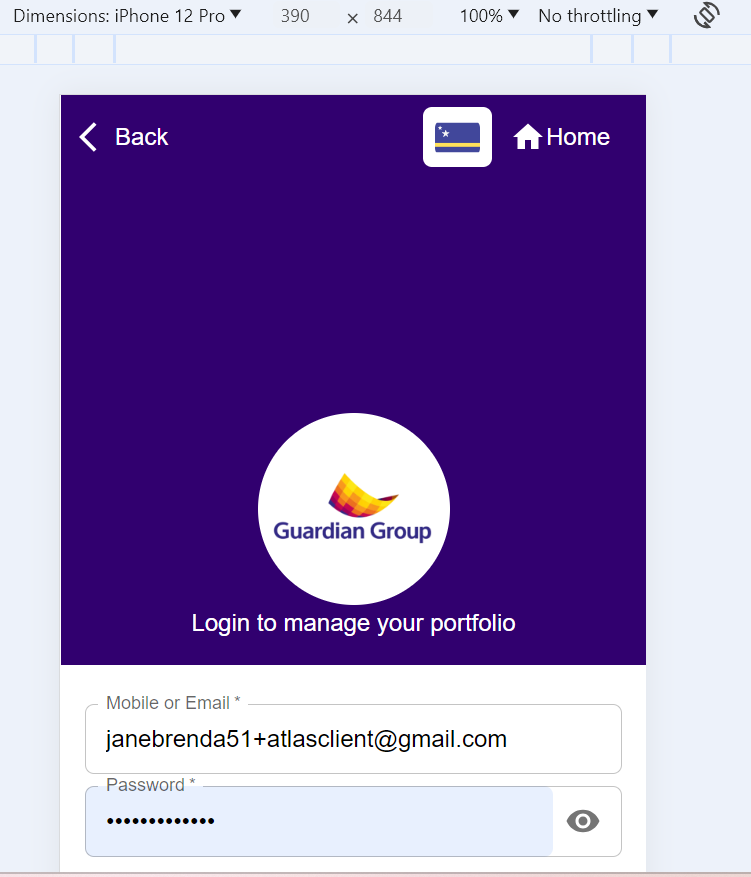 Dimensions: iPhone 12 Pro 390 × 844 100% No throttling
Back Home
Guardian Group
Login to manage your portfolio
Mobile or Email *
janebrenda51+atlasclient@gmail.com
Password *
•••••••••••••